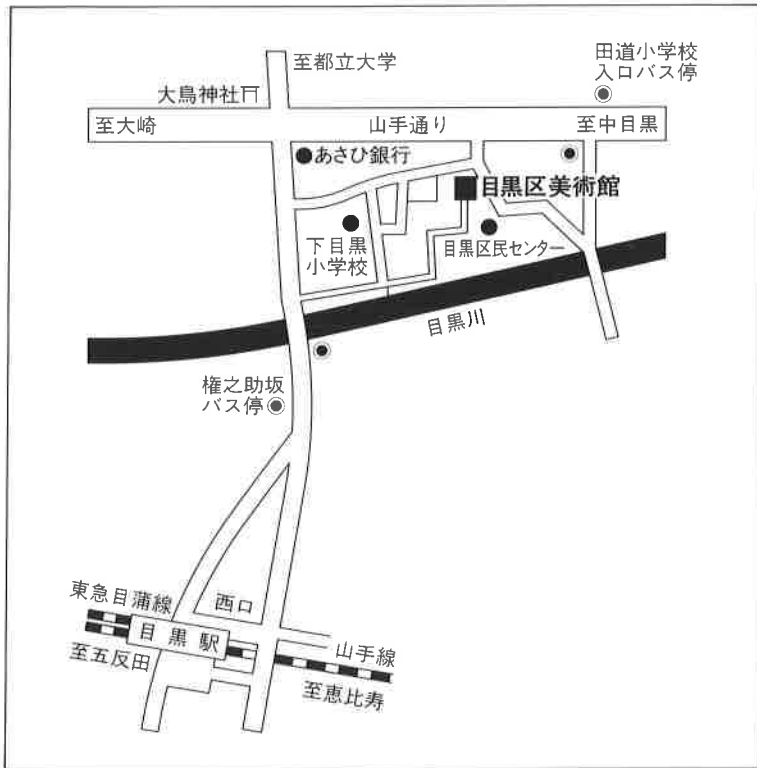 至都立大学
田道小学校
入口バス停
大鳥神社
至大崎
山手通り
至中目黒
あさひ銀行
目黒区美術館
下目黒
小学校
目黒区民センター
目黒川
権之助坂
バス停
東急目蒲線
西口
目黒駅
山手線
至五反田
至恵比寿